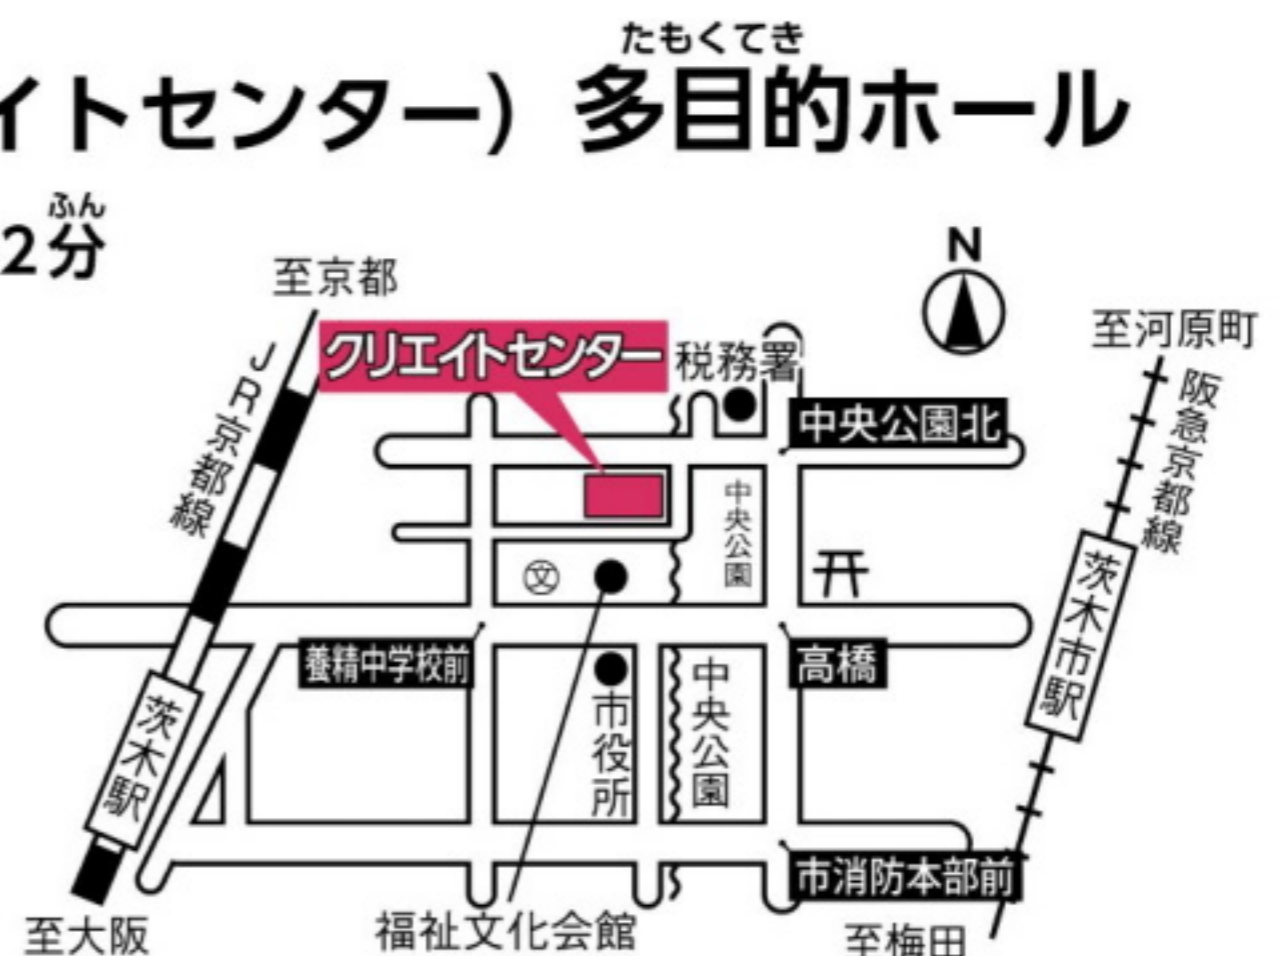 たもくてき
イトセンター) 多目的ホール
ふん
2分
至京都
N
JR京都線
クリエイトセンター
税務署
中央公園北
至河原町
阪急京都線
中央公園
文
茨木市駅
養精中学校前
高橋
茨木駅
市役所
中央公園
市消防本部前
至大阪
福祉文化会館
至梅田